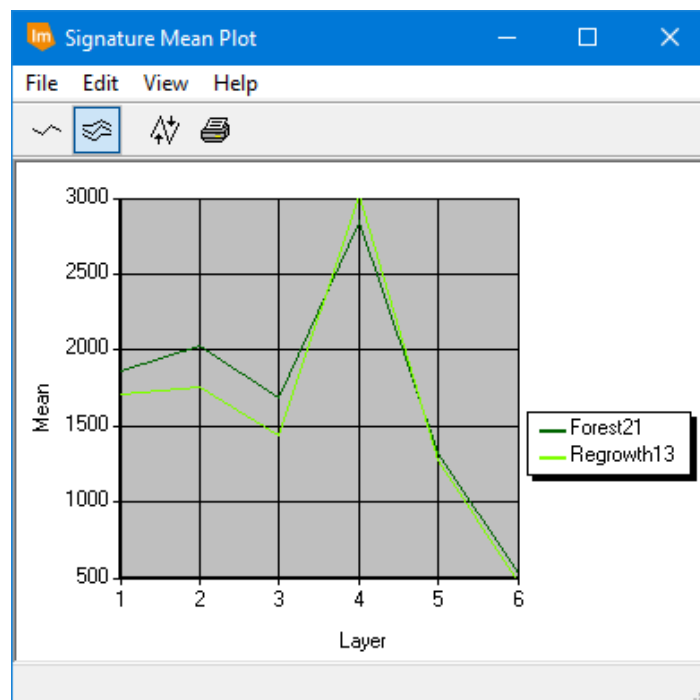 Im Signature Mean Plot
File Edit View Help
3000
2500
2000
1500
1000
500
Mean
1 2 3 4 5 6
Layer
Forest21
Regrowth13